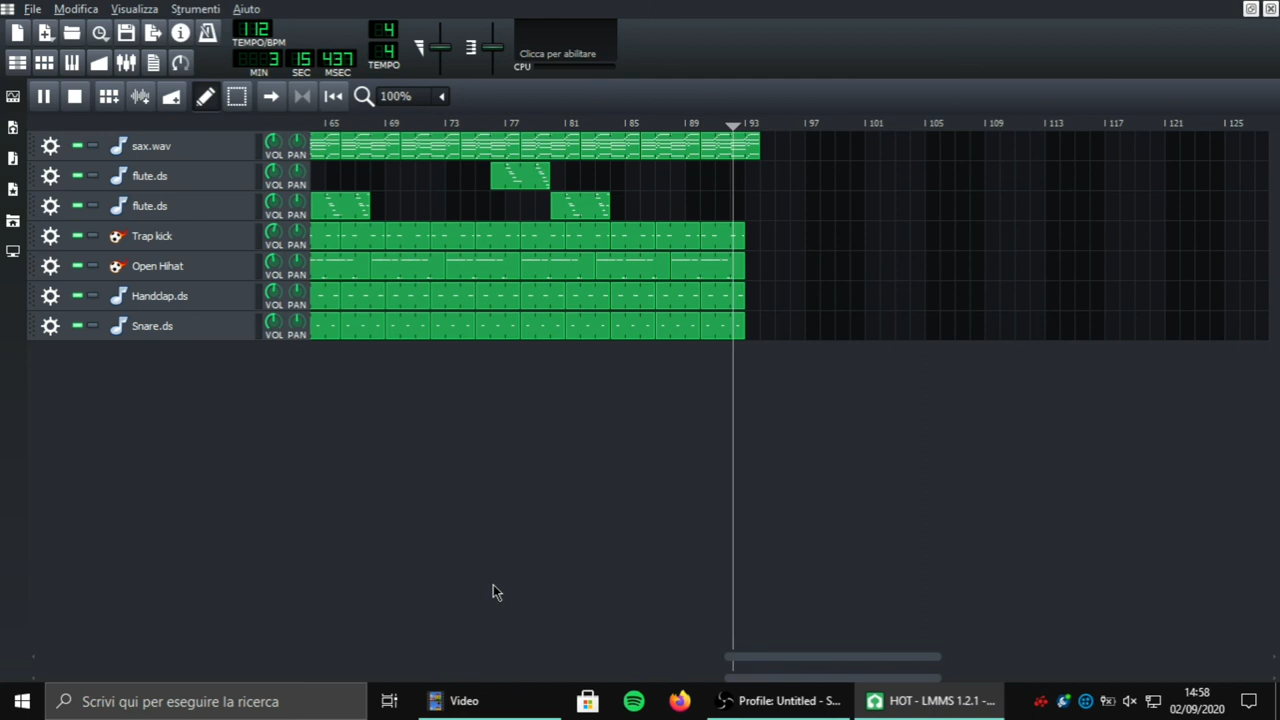 File Modifica Visualizza Strumenti Aiuto
112
TEMPO/BPM
3 15 437
MIN SEC MSEC
4
4
TEMPO
Clicca per abilitare
CPU
100%
65 69 73 77 81 85 89 93 97 101 105 109 113 117 121 125
sax.wav VOL PAN
flute.ds VOL PAN
flute.ds VOL PAN
Trap kick VOL PAN
Open Hihat VOL PAN
Handclap.ds VOL PAN
Snare.ds VOL PAN
Scrivi qui per eseguire la ricerca
Video
Profile: Untitled - S...
HOT - LMMS 1.2.1 -...
14:58
02/09/2020